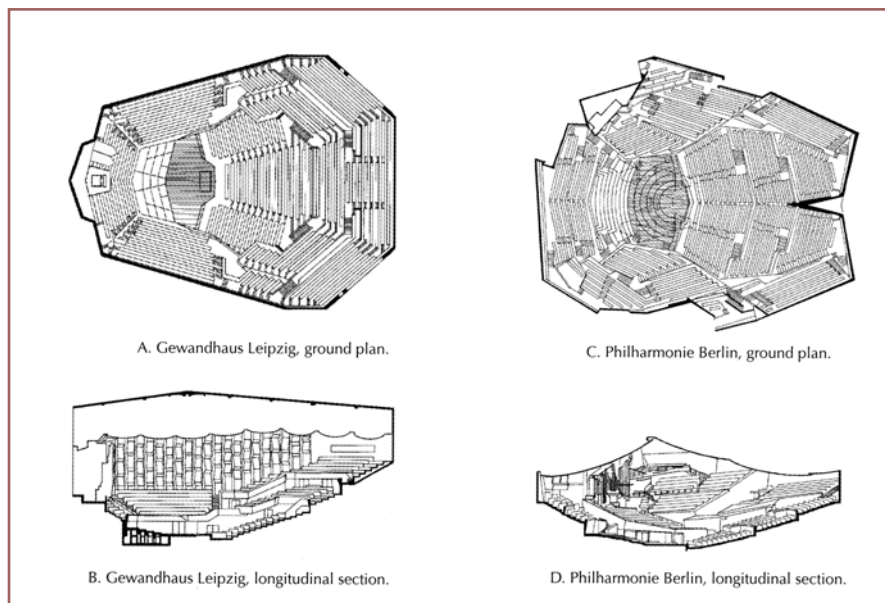 A. Gewandhaus Leipzig, ground plan.
C. Philharmonie Berlin, ground plan.
B. Gewandhaus Leipzig, longitudinal section.
D. Philharmonie Berlin, longitudinal section.